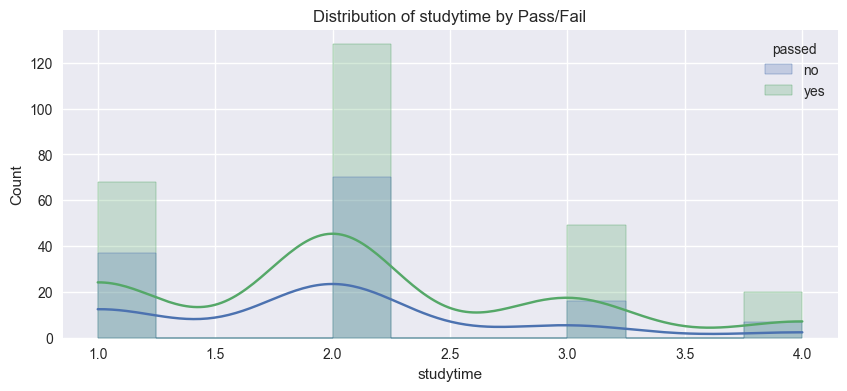 Distribution of studytime by Pass/Fail
passed
no
yes
Count
120
100
80
60
40
20
0
1.0 1.5 2.0 2.5 3.0 3.5 4.0
studytime